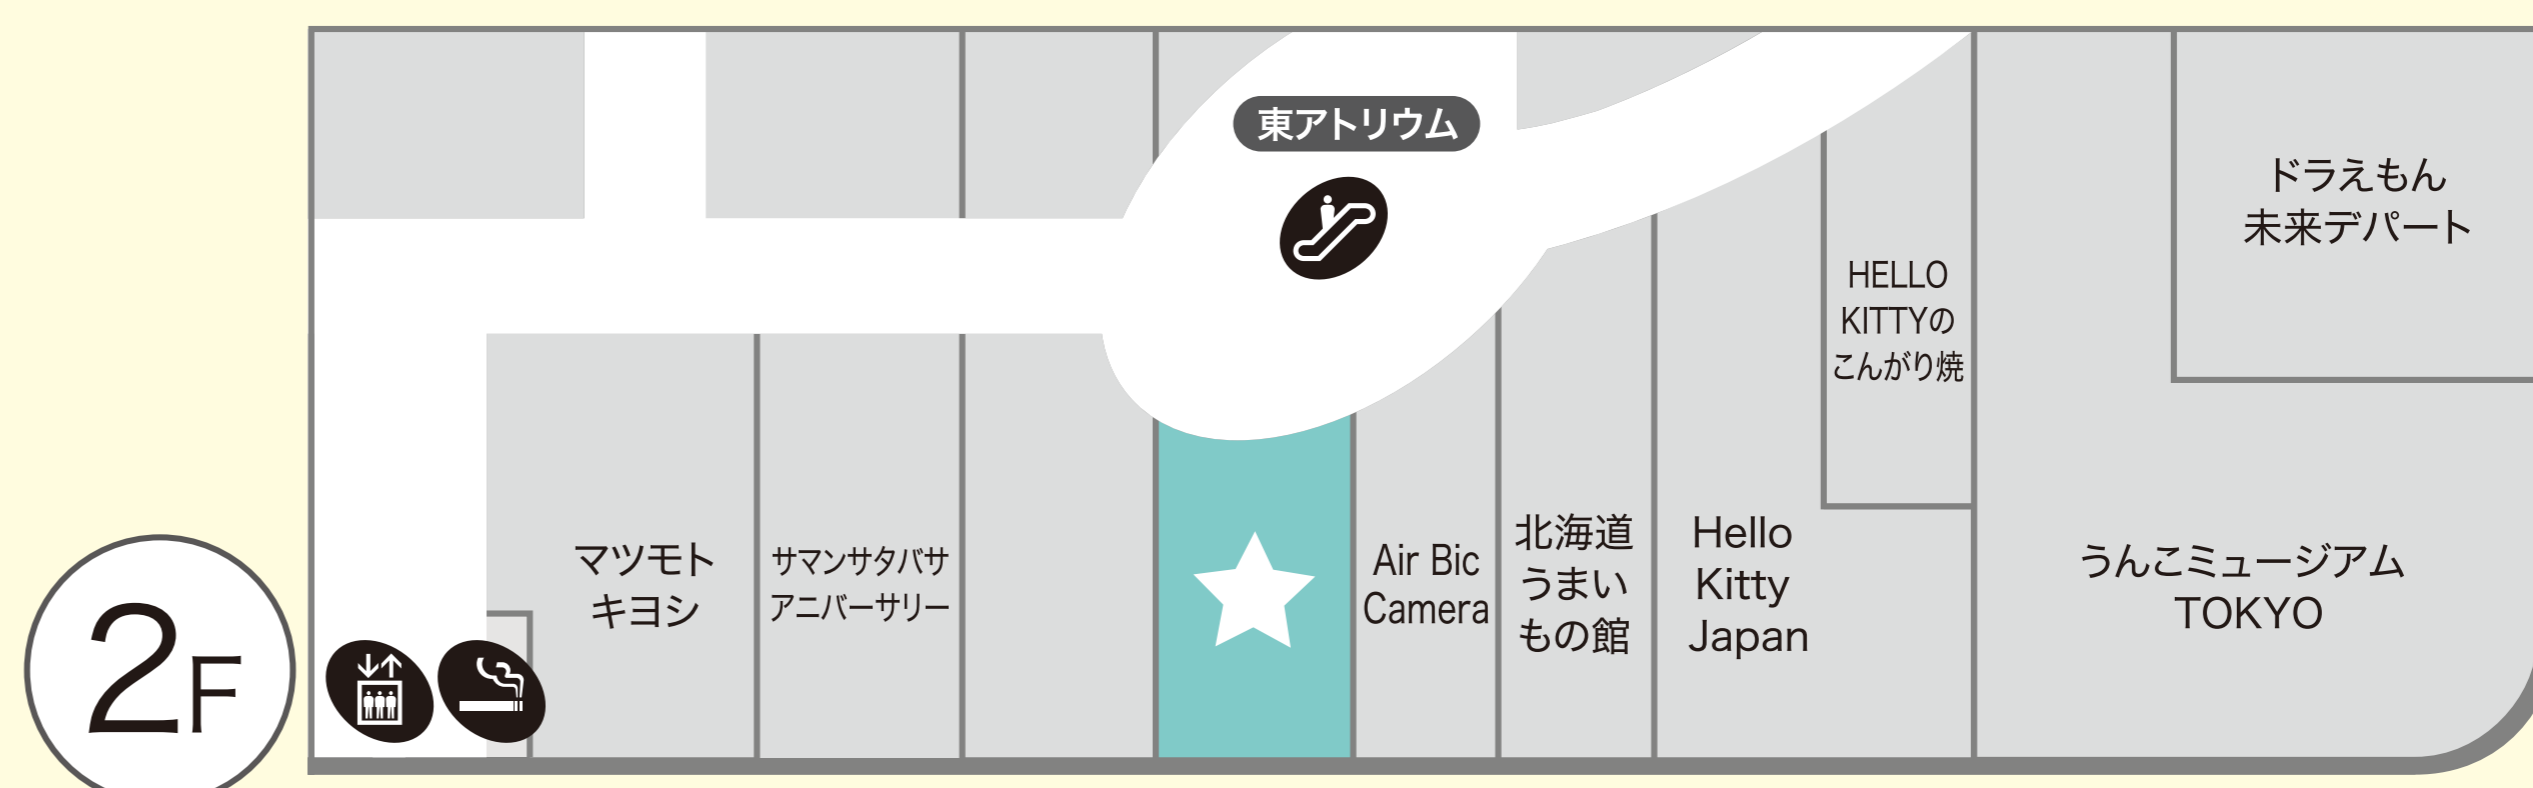 東アトリウム
ドラえもん
未来デパート
HELLO
KITTYの
こんがり焼
マツモト
キヨシ
サマンサタバサ
アニバーサリー
Air Bic
Camera
北海道
うまい
もの館
Hello
Kitty
Japan
うんこミュージアム
TOKYO
2F